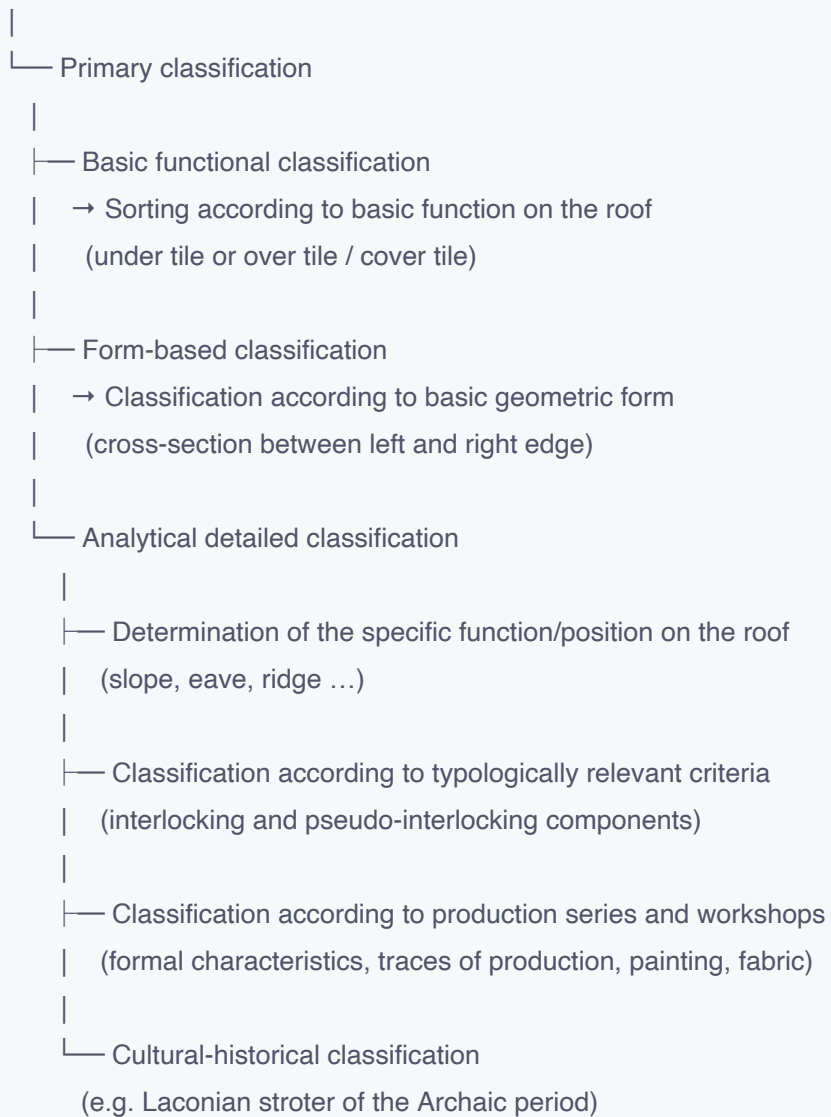 │
└── Primary classification
│
├── Basic functional classification
│ → Sorting according to basic function on the roof
│ (under tile or over tile / cover tile)
│
├── Form-based classification
│ → Classification according to basic geometric form
│ (cross-section between left and right edge)
│
└── Analytical detailed classification
│
├── Determination of the specific function/position on the roof
│ (slope, eave, ridge …)
│
├── Classification according to typologically relevant criteria
│ (interlocking and pseudo-interlocking components)
│
├── Classification according to production series and workshops
│ (formal characteristics, traces of production, painting, fabric)
│
└── Cultural-historical classification
(e.g. Laconian stroter of the Archaic period)